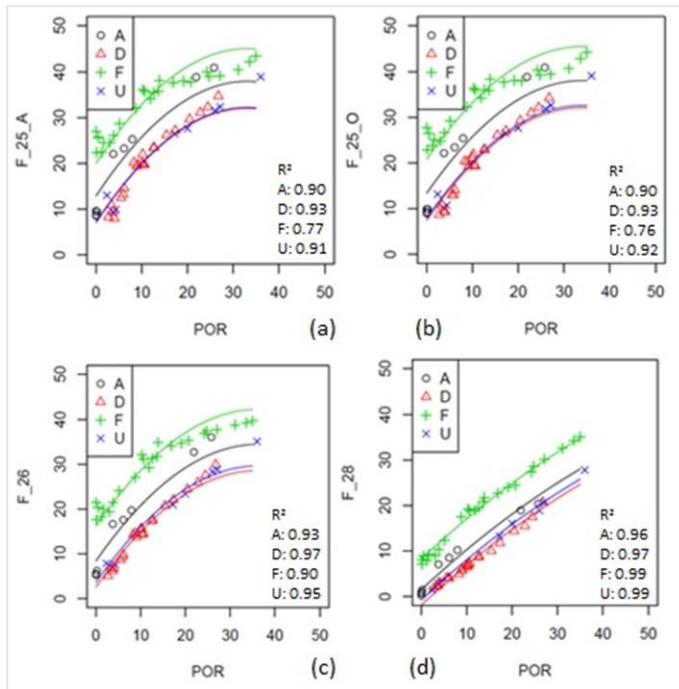 50
40
30
20
10
0
F_25_A
A
D
F
U
R²
A: 0.90
D: 0.93
F: 0.77
U: 0.91
0 10 20 30 40 50
POR
(a)
50
40
30
20
10
0
F_25_O
A
D
F
U
R²
A: 0.90
D: 0.93
F: 0.76
U: 0.92
0 10 20 30 40 50
POR
(b)
50
40
30
20
10
0
F_26
A
D
F
U
R²
A: 0.93
D: 0.97
F: 0.90
U: 0.95
0 10 20 30 40 50
POR
(c)
50
40
30
20
10
0
F_28
A
D
F
U
R²
A: 0.96
D: 0.97
F: 0.99
U: 0.99
0 10 20 30 40 50
POR
(d)